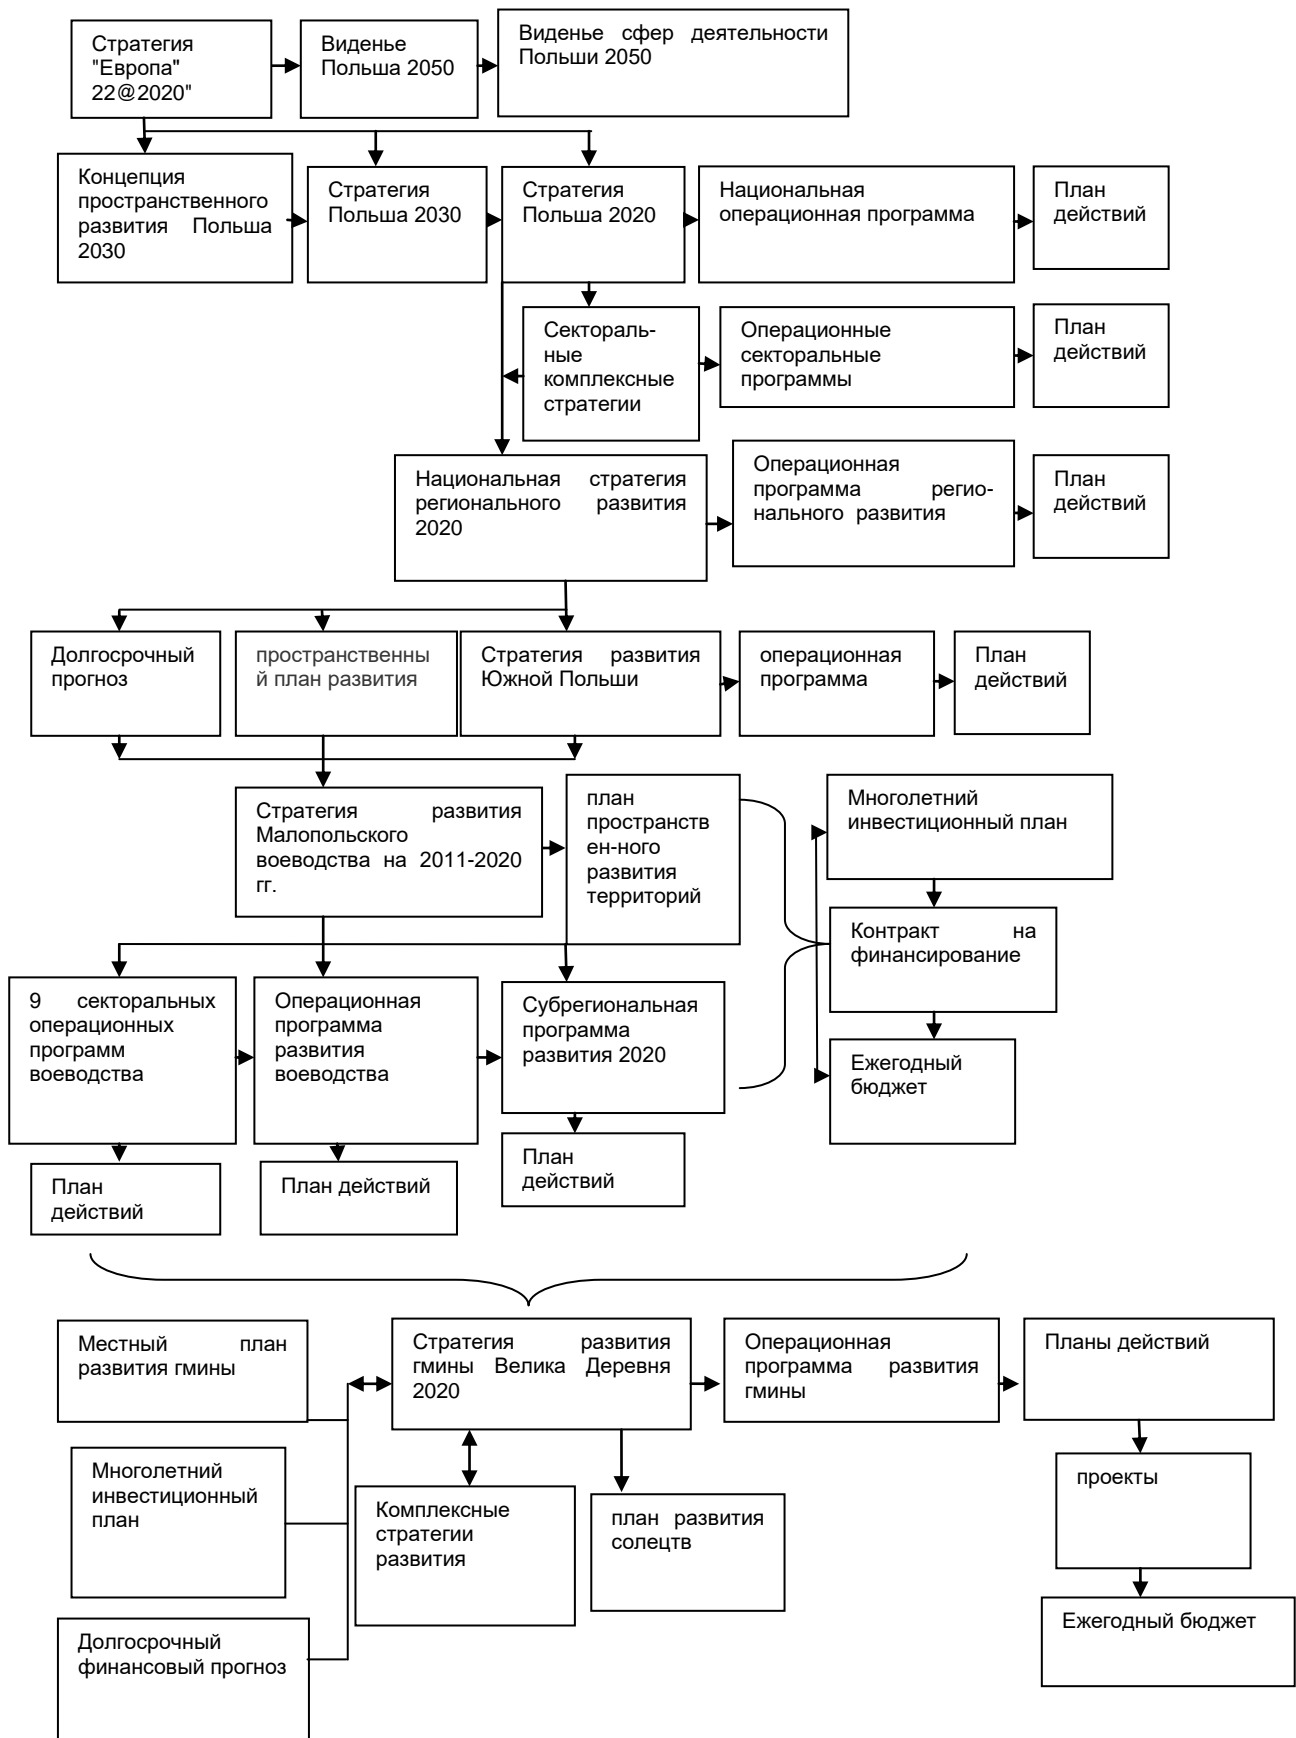 Стратегия
"Европа"
22@2020"
Виденье
Польша 2050
Виденье сфер деятельности
Польши 2050
Концепция
пространственного
развития Польша
2030
Стратегия
Польша 2030
Стратегия
Польша 2020
Национальная
операционная программа
План
действий
Сектораль-
ные
комплексные
стратегии
Операционные
секторальные
программы
План
действий
Национальная стратегия
регионального развития
2020
Операционная
программа регио-
нального развития
План
действий
Долгосрочный
прогноз
пространственны
й план развития
Стратегия развития
Южной Польши
операционная
программа
План
действий
Стратегия развития
Малопольского
воеводства на 2011-2020
гг.
план
пространств
ен-ного
развития
территорий
Многолетний
инвестиционный план
Контракт на
финансирование
Ежегодный
бюджет
9 секторальных
операционных
программ
воеводства
Операционная
программа
развития
воеводства
Субрегиональная
программа
развития 2020
План
действий
План действий
План
действий
Местный план
развития гмины
Стратегия развития
гмины Велика Деревня
2020
Операционная
программа развития
гмины
Планы действий
Многолетний
инвестиционный
план
Комплексные
стратегии
развития
план развития
солецтв
проекты
Долгосрочный
финансовый прогноз
Ежегодный бюджет